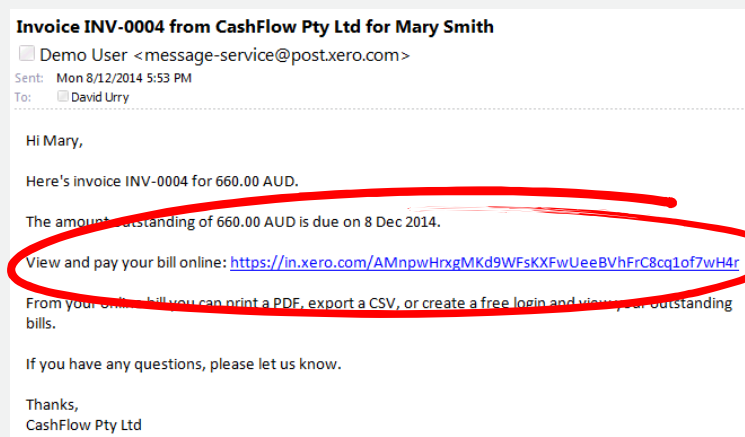 Invoice INV-0004 from CashFlow Pty Ltd for Mary Smith
Demo User <message-service@post.xero.com>
Sent: Mon 8/12/2014 5:53 PM
To: David Urry
Hi Mary,
Here's invoice INV-0004 for 660.00 AUD.
The amount outstanding of 660.00 AUD is due on 8 Dec 2014.
View and pay your bill online: https://in.xero.com/AMnpwHrxgMKd9WFsKXFwUeeBVhFrC8cq1of7wH4r
From your online bill you can print a PDF, export a CSV, or create a free login and view your outstanding
bills.
If you have any questions, please let us know.
Thanks,
CashFlow Pty Ltd